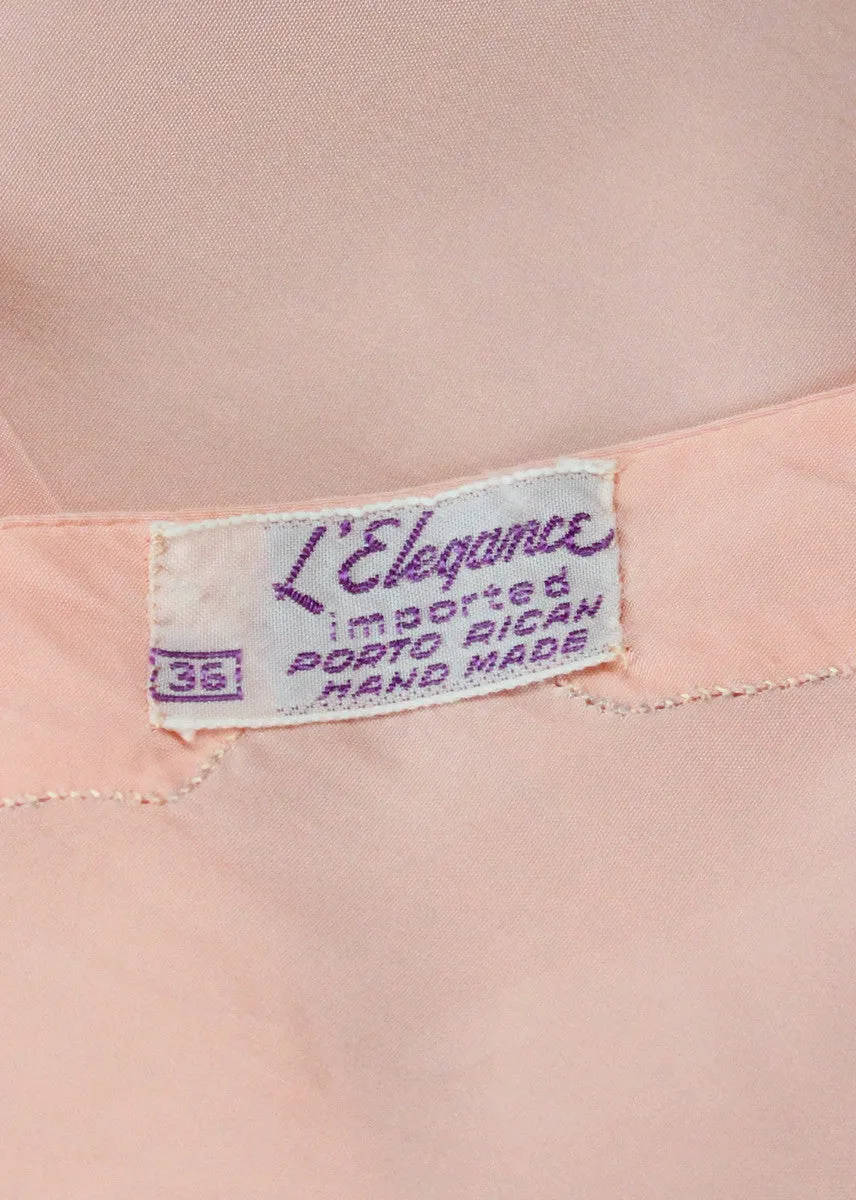 L'Elegance
imported
PORTO RICAN
HAND MADE
36